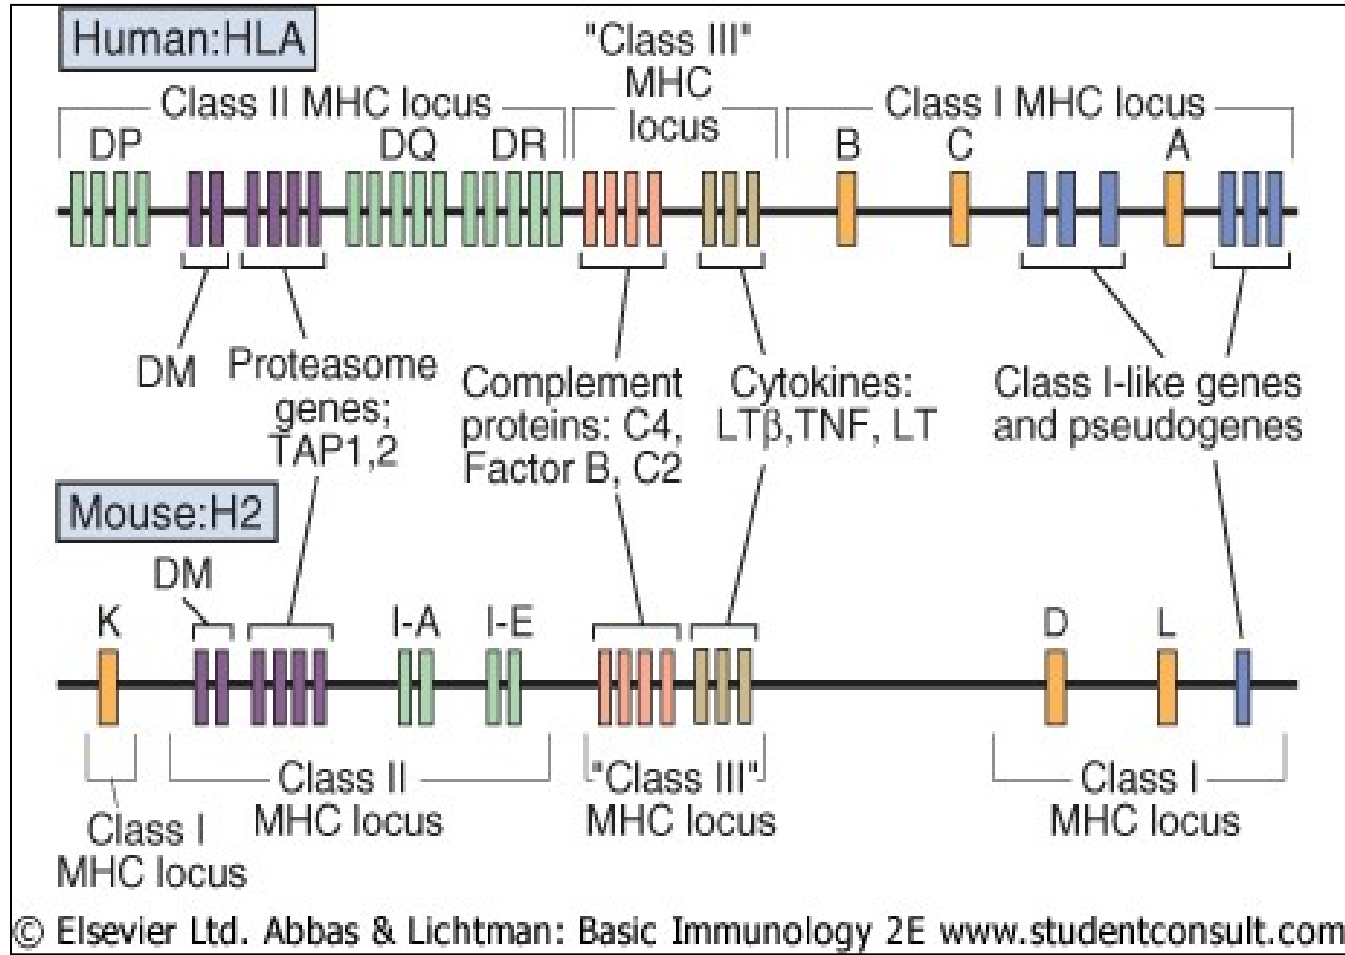 Human:HLA
"Class III"
MHC
locus
Class II MHC locus
Class I MHC locus
DP
DQ
DR
B
C
A
DM
Proteasome
genes;
TAP1,2
Complement
proteins: C4,
Factor B, C2
Cytokines:
LTβ,TNF, LT
Class I-like genes
and pseudogenes
Mouse:H2
DM
K
I-A
I-E
D
L
Class I
MHC locus
Class II
MHC locus
"Class III"
MHC locus
Class I
MHC locus
© Elsevier Ltd. Abbas & Lichtman: Basic Immunology 2E www.studentconsult.com